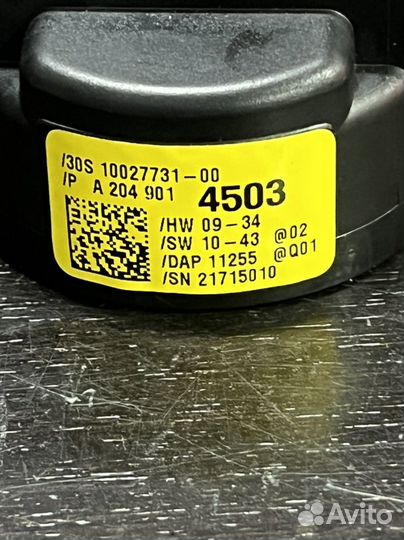 /30S 10027731-00
/P A 204 901 4503
/HW 09-34
/SW 10-43 @02
/DAP 11255 @Q01
/SN 21715010
Avito